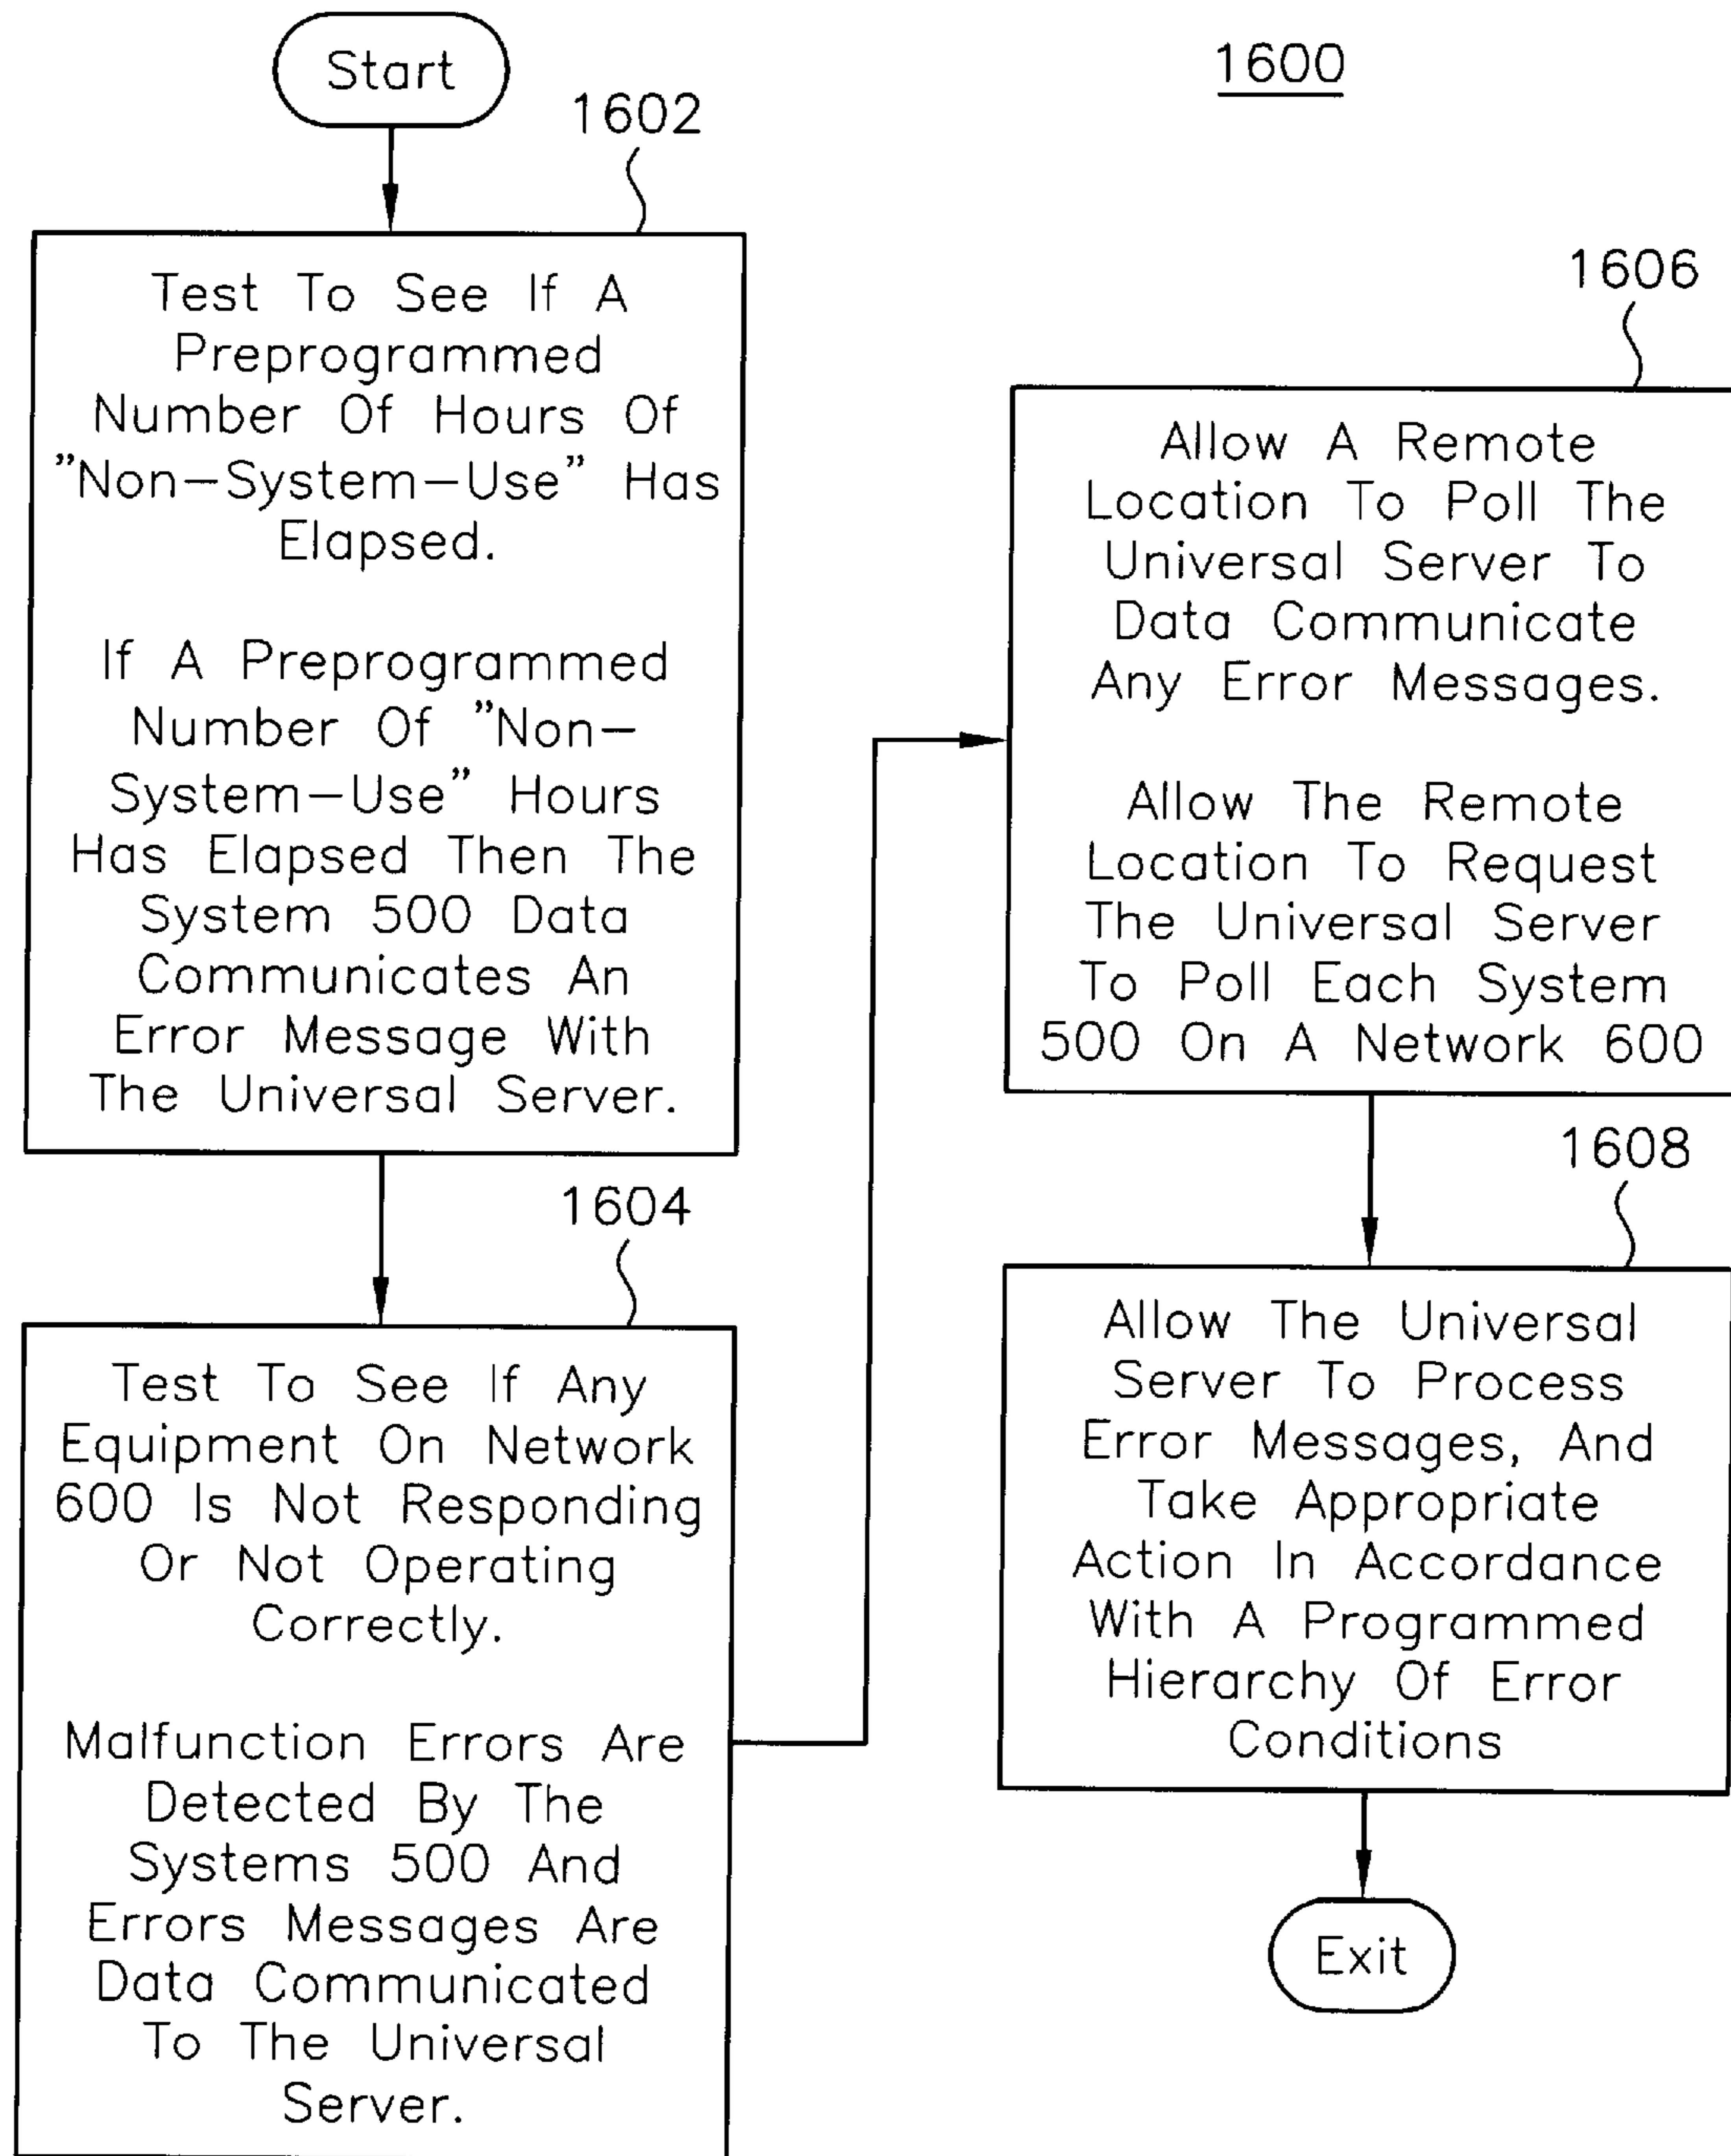 Start
1600
1602
Test To See If A
Preprogrammed
Number Of Hours Of
"Non-System-Use" Has
Elapsed.
If A Preprogrammed
Number Of "Non-
System-Use" Hours
Has Elapsed Then The
System 500 Data
Communicates An
Error Message With
The Universal Server.
1604
Test To See If Any
Equipment On Network
600 Is Not Responding
Or Not Operating
Correctly.
Malfunction Errors Are
Detected By The
Systems 500 And
Errors Messages Are
Data Communicated
To The Universal
Server.
1606
Allow A Remote
Location To Poll The
Universal Server To
Data Communicate
Any Error Messages.
Allow The Remote
Location To Request
The Universal Server
To Poll Each System
500 On A Network 600
1608
Allow The Universal
Server To Process
Error Messages, And
Take Appropriate
Action In Accordance
With A Programmed
Hierarchy Of Error
Conditions
Exit